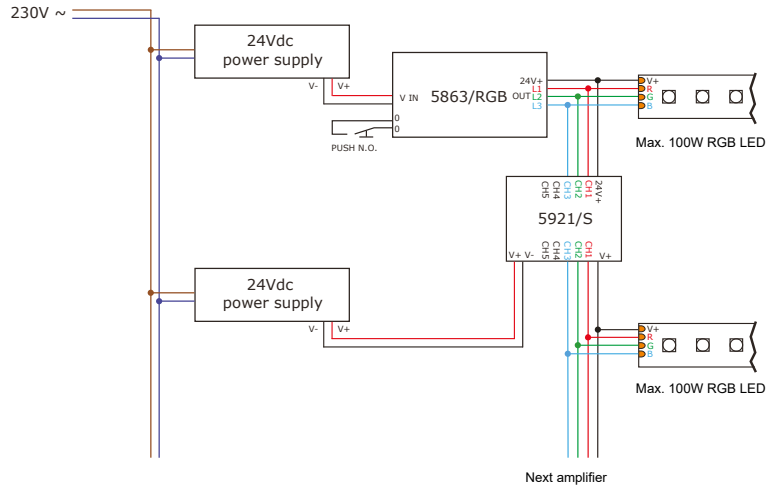 230V ~
24Vdc
power supply
V- V+
V IN
5863/RGB
OUT
24V+
L1
L2
L3
0
0
PUSH N.O.
V+
R
G
B
Max. 100W RGB LED
CH5
CH4
CH3
CH2
CH1
24V+
5921/S
V+ V-
CH5
CH4
CH3
CH2
CH1
V+
24Vdc
power supply
V- V+
V+
R
G
B
Max. 100W RGB LED
Next amplifier